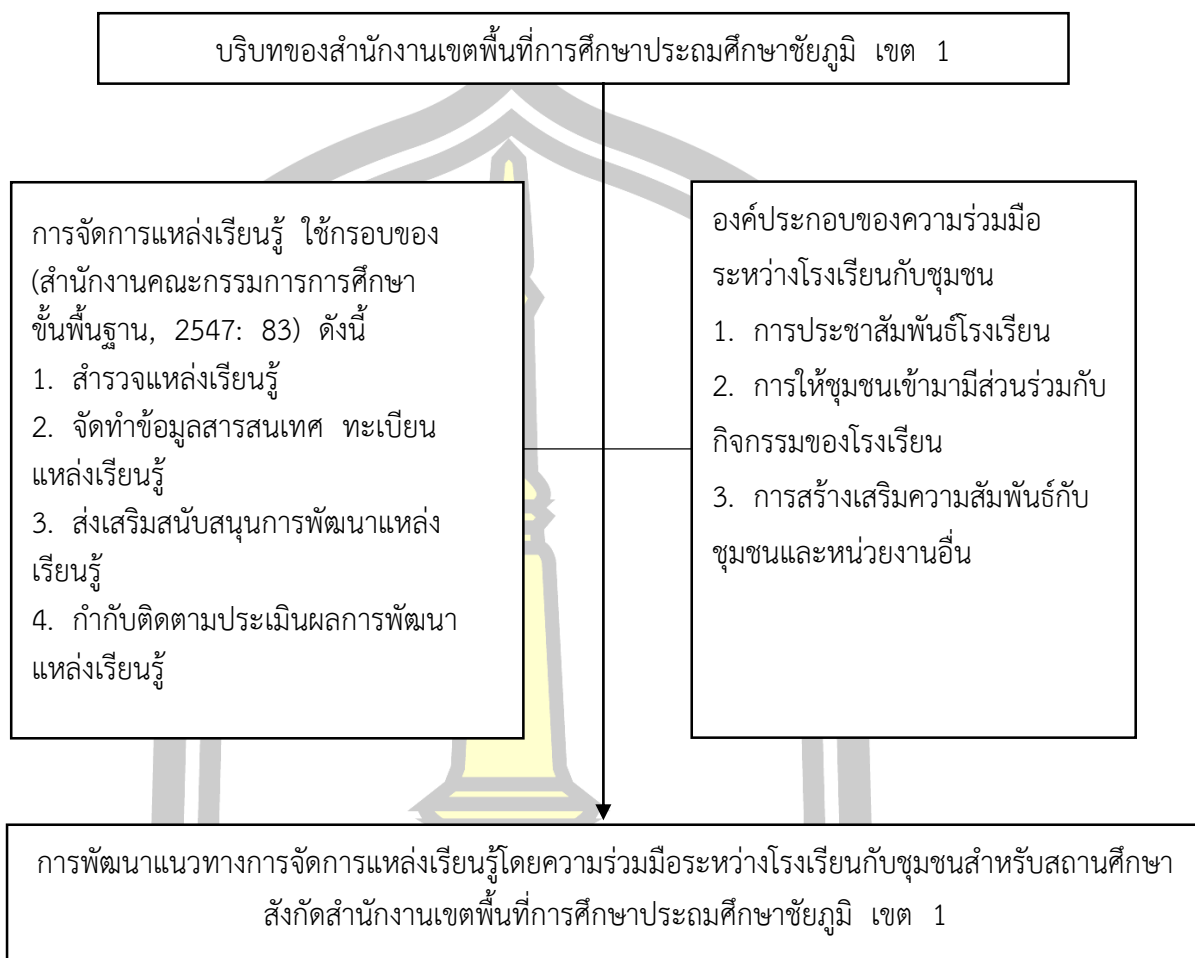 บริบทของสำนักงานเขตพื้นที่การศึกษาประถมศึกษาชัยภูมิ เขต 1
การจัดการแหล่งเรียนรู้ ใช้กรอบของ
(สำนักงานคณะกรรมการการศึกษา
ขั้นพื้นฐาน, 2547: 83) ดังนี้
1. สำรวจแหล่งเรียนรู้
2. จัดทำข้อมูลสารสนเทศ ทะเบียน
แหล่งเรียนรู้
3. ส่งเสริมสนับสนุนการพัฒนาแหล่ง
เรียนรู้
4. กำกับติดตามประเมินผลการพัฒนา
แหล่งเรียนรู้
องค์ประกอบของความร่วมมือ
ระหว่างโรงเรียนกับชุมชน
1. การประชาสัมพันธ์โรงเรียน
2. การให้ชุมชนเข้ามามีส่วนร่วมกับ
กิจกรรมของโรงเรียน
3. การสร้างเสริมความสัมพันธ์กับ
ชุมชนและหน่วยงานอื่น
การพัฒนาแนวทางการจัดการแหล่งเรียนรู้โดยความร่วมมือระหว่างโรงเรียนกับชุมชนสำหรับสถานศึกษา
สังกัดสำนักงานเขตพื้นที่การศึกษาประถมศึกษาชัยภูมิ เขต 1